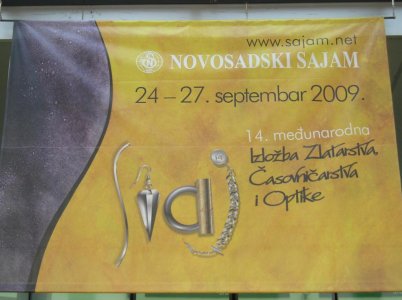 www.sajam.net
NOVOSADSKI SAJAM
24 – 27. septembar 2009.
14. međunarodna
Izložba Zlatarstva,
Časovničarstva
i Optike
Sjaj